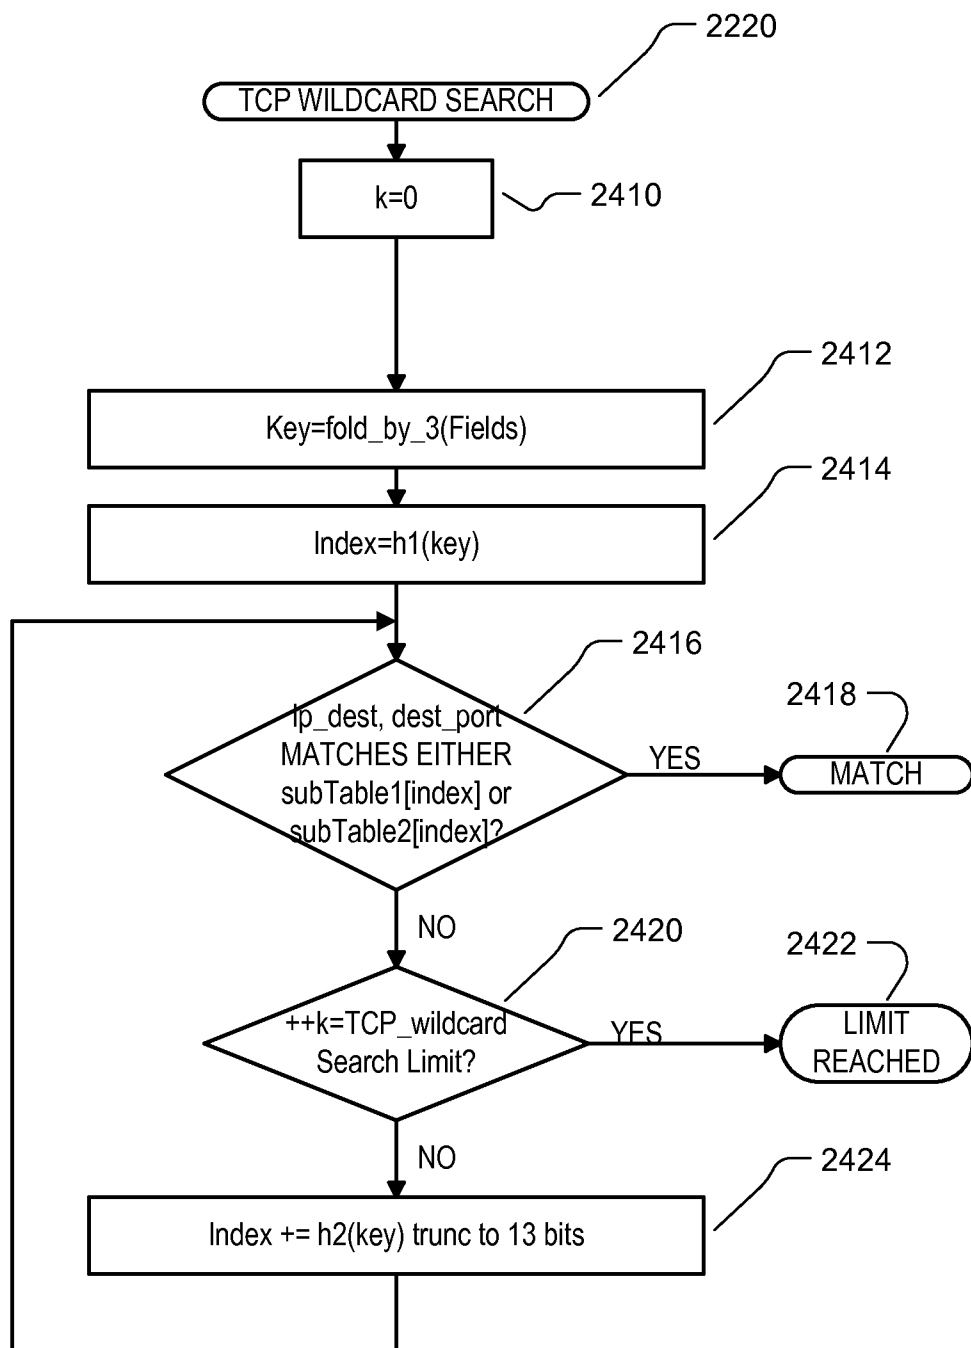 2220
TCP WILDCARD SEARCH
k=0
2410
2412
Key=fold_by_3(Fields)
2414
Index=h1(key)
2416
Ip_dest, dest_port
MATCHES EITHER
subTable1[index] or
subTable2[index]?
YES
2418
MATCH
NO
2420
++k=TCP_wildcard
Search Limit?
YES
2422
LIMIT
REACHED
NO
2424
Index += h2(key) trunc to 13 bits